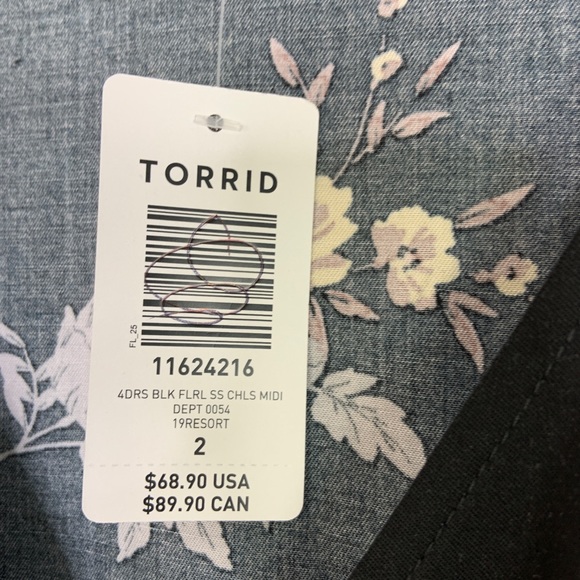 TORRID
FL_25
11624216
4DRS BLK FLRL SS CHLS MIDI
DEPT 0054
19RESORT
2
$68.90 USA
$89.90 CAN